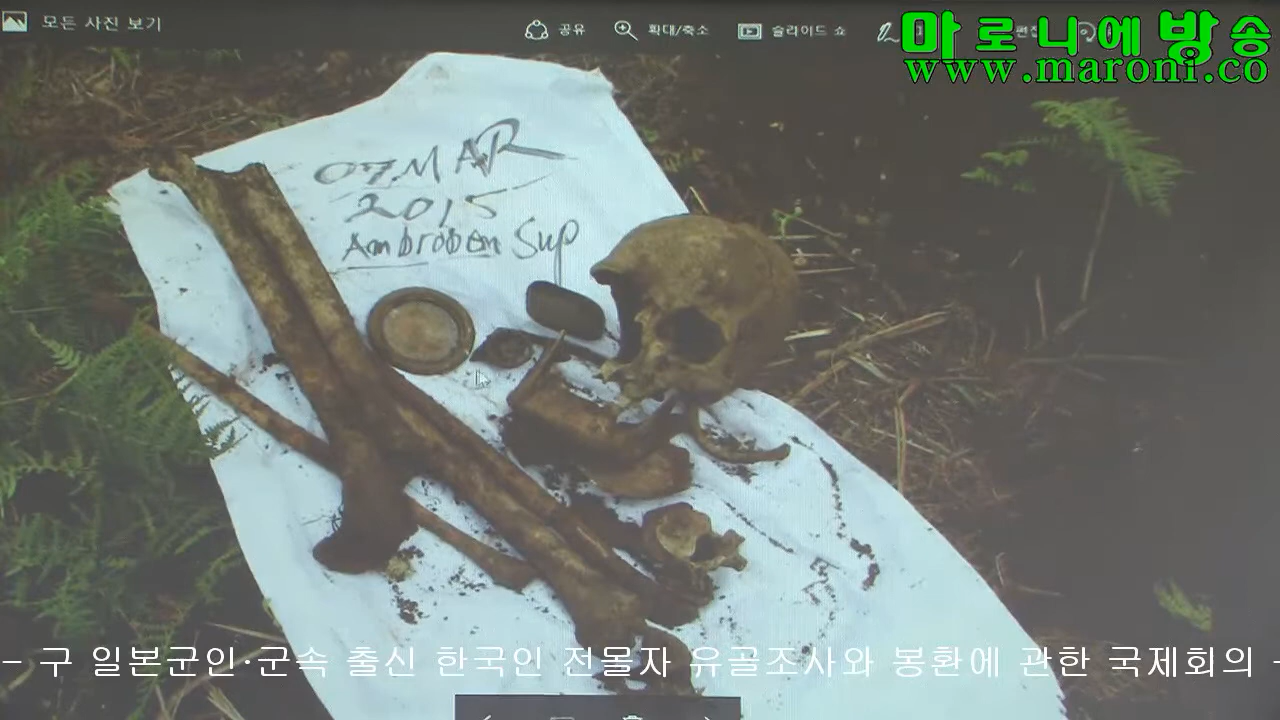 모든 사진 보기
공유
확대/축소
슬라이드 쇼
마로니에방송
www.maroni.co
07.MAR
2015
Ambroben Sup
- 구 일본군인·군속 출신 한국인 전몰자 유골조사와 봉환에 관한 국제회의 -